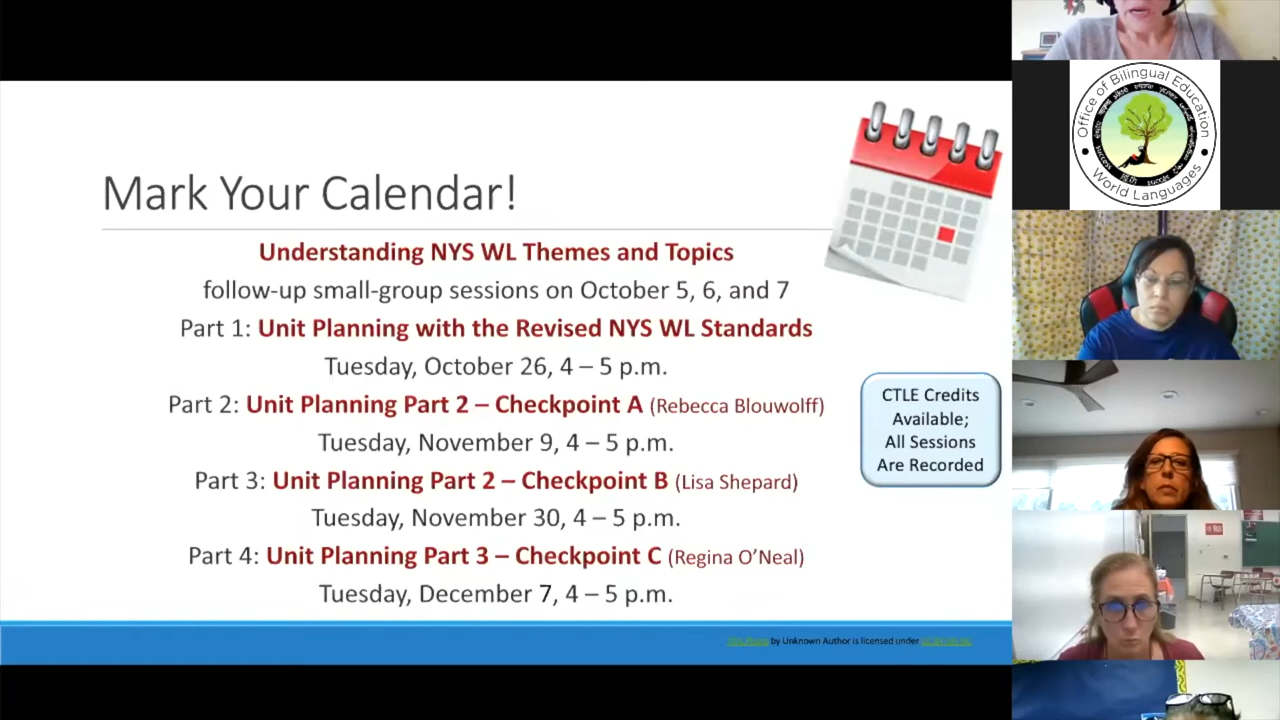 Mark Your Calendar!
Understanding NYS WL Themes and Topics
follow-up small-group sessions on October 5, 6, and 7
Part 1: Unit Planning with the Revised NYS WL Standards
Tuesday, October 26, 4 – 5 p.m.
Part 2: Unit Planning Part 2 – Checkpoint A (Rebecca Blouwolff)
Tuesday, November 9, 4 – 5 p.m.
Part 3: Unit Planning Part 2 – Checkpoint B (Lisa Shepard)
Tuesday, November 30, 4 – 5 p.m.
Part 4: Unit Planning Part 3 – Checkpoint C (Regina O’Neal)
Tuesday, December 7, 4 – 5 p.m.
CTLE Credits
Available;
All Sessions
Are Recorded
by Unknown Author is licensed under
Office of Bilingual Education
World Languages